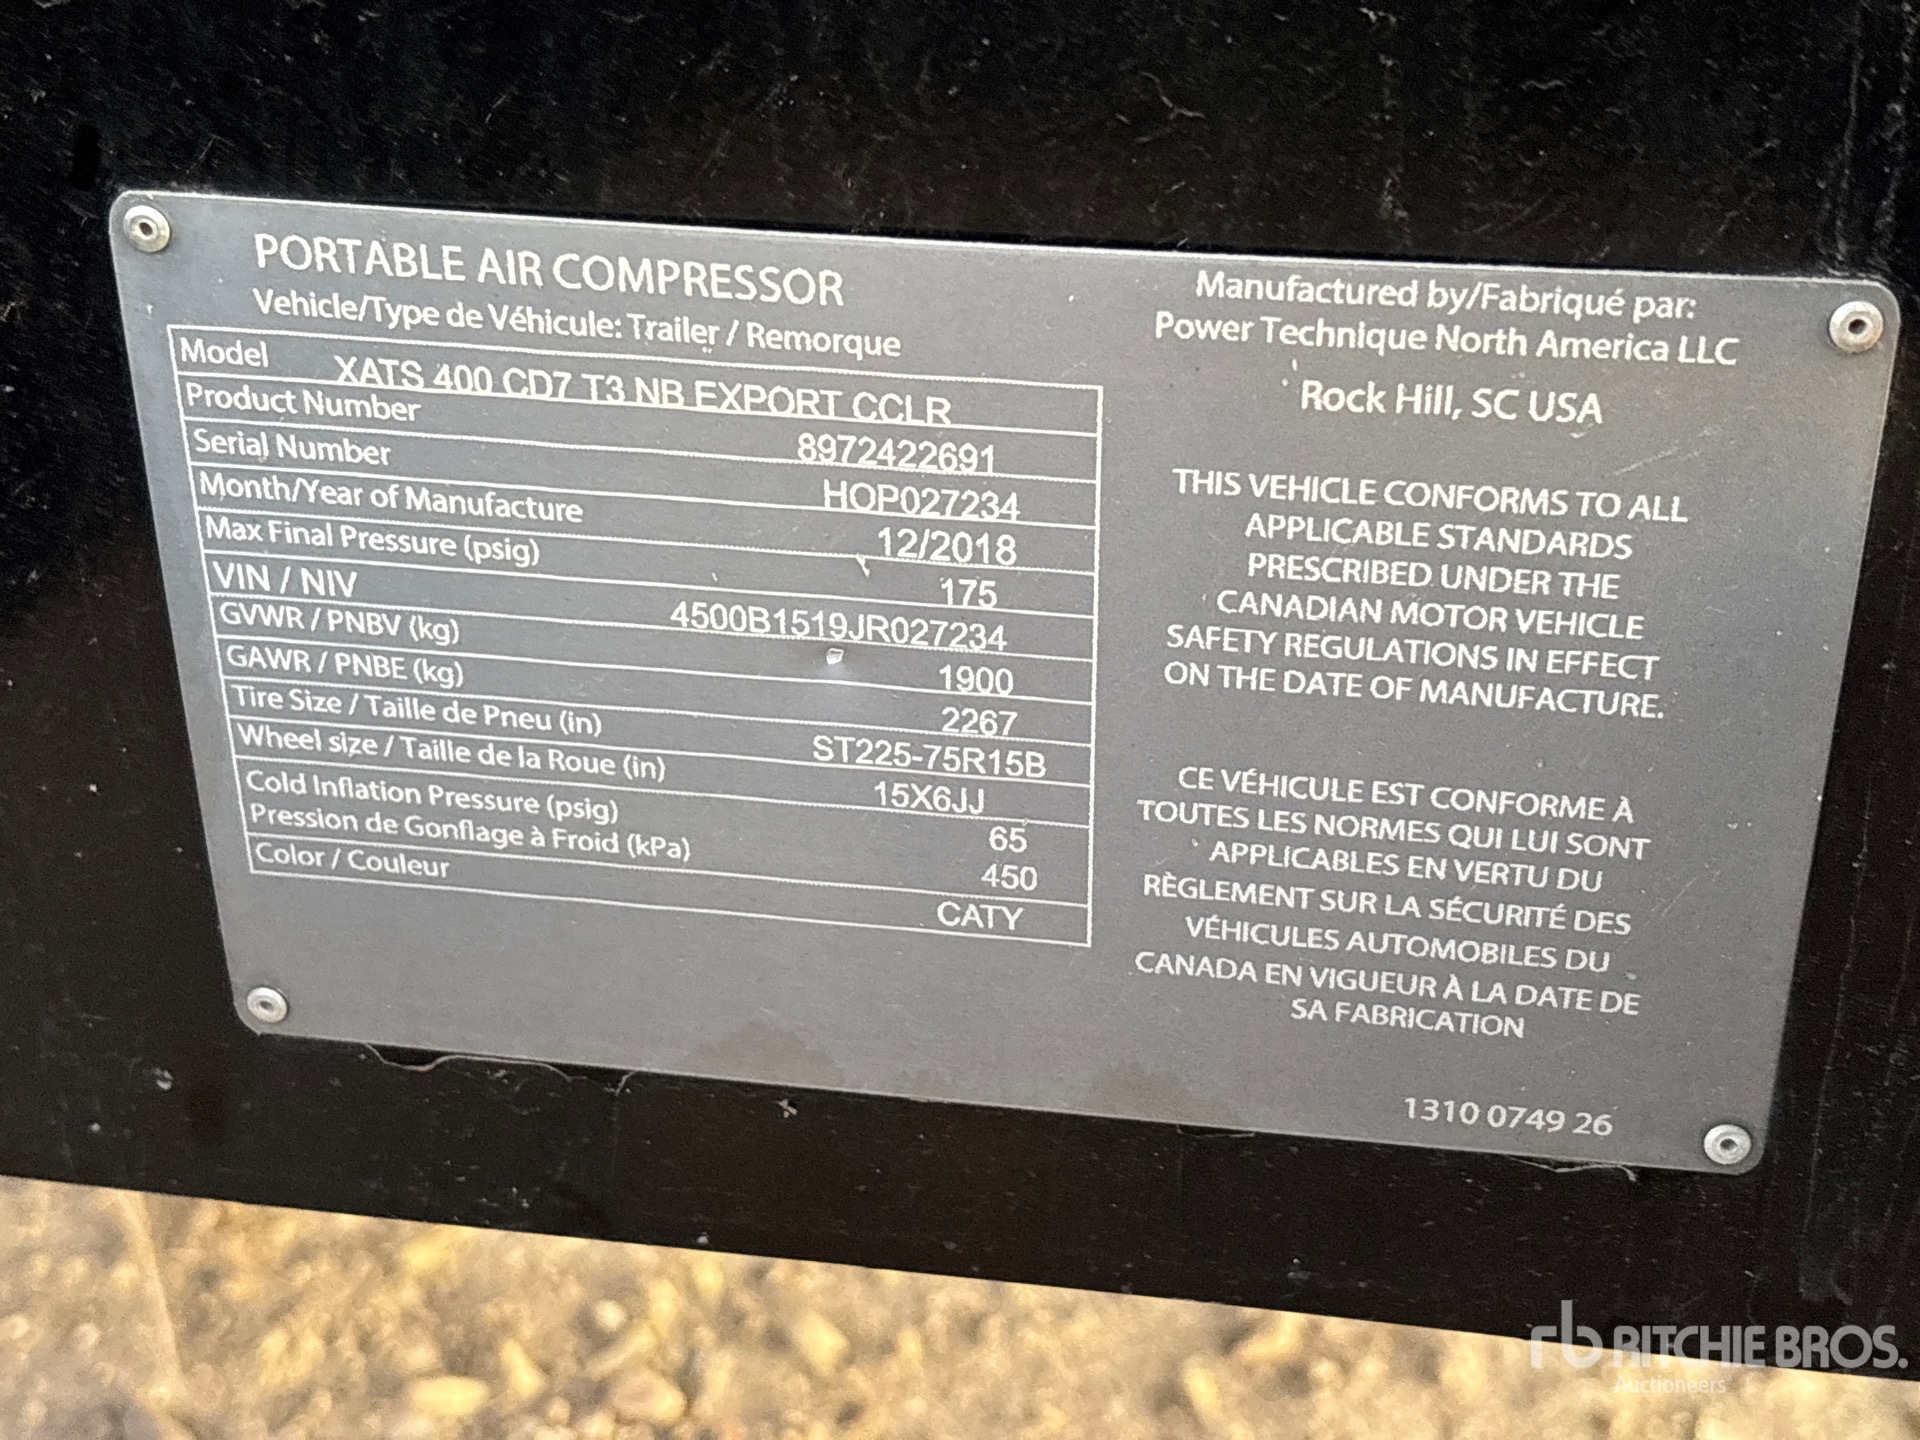 PORTABLE AIR COMPRESSOR
Vehicle/Type de Véhicule: Trailer / Remorque
Model XATS 400 CD7 T3 NB EXPORT CCLR
Product Number 8972422691
Serial Number HOP027234
Month/Year of Manufacture 12/2018
Max Final Pressure (psig) 175
VIN / NIV 4500B1519JR027234
GVWR / PNBV (kg) 1900
GAWR / PNBE (kg) 2267
Tire Size / Taille de Pneu (in) ST225-75R15B
Wheel size / Taille de la Roue (in) 15X6JJ
Cold Inflation Pressure (psig) 65
Pression de Gonflage à Froid (kPa) 450
Color / Couleur CATY
Manufactured by/Fabriqué par:
Power Technique North America LLC
Rock Hill, SC USA
THIS VEHICLE CONFORMS TO ALL
APPLICABLE STANDARDS
PRESCRIBED UNDER THE
CANADIAN MOTOR VEHICLE
SAFETY REGULATIONS IN EFFECT
ON THE DATE OF MANUFACTURE.
CE VÉHICULE EST CONFORME À
TOUTES LES NORMES QUI LUI SONT
APPLICABLES EN VERTU DU
RÈGLEMENT SUR LA SÉCURITÉ DES
VÉHICULES AUTOMOBILES DU
CANADA EN VIGUEUR À LA DATE DE
SA FABRICATION
1310 0749 26
rb RITCHIE BROS.
Auctioneers